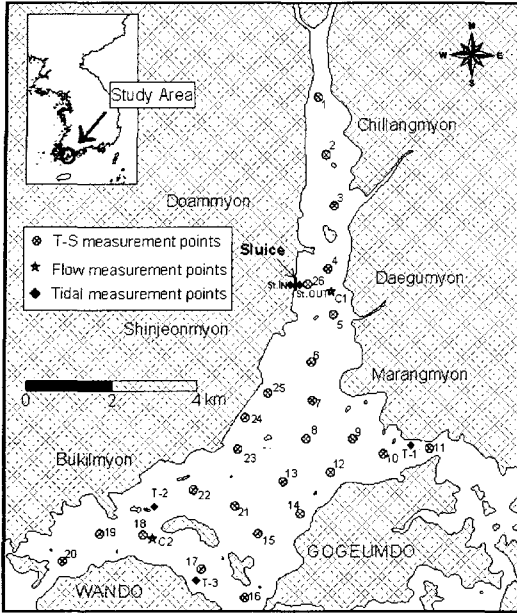 N
W E
S
Study Area
1
Chillangmyon
2
Doammyon
3
T-S measurement points
Flow measurement points
Tidal measurement points
Sluice
4
Daegumyon
St.IN
26
St.OUT
C1
5
Shinjeonmyon
0 2 4 km
6
Marangmyon
25
7
24
8
9
T-1
11
10
Bukilmyon
23
12
13
22
T-2
21
14
18
19
C2
15
GOGEUMDO
20
17
T-3
WANDO
16